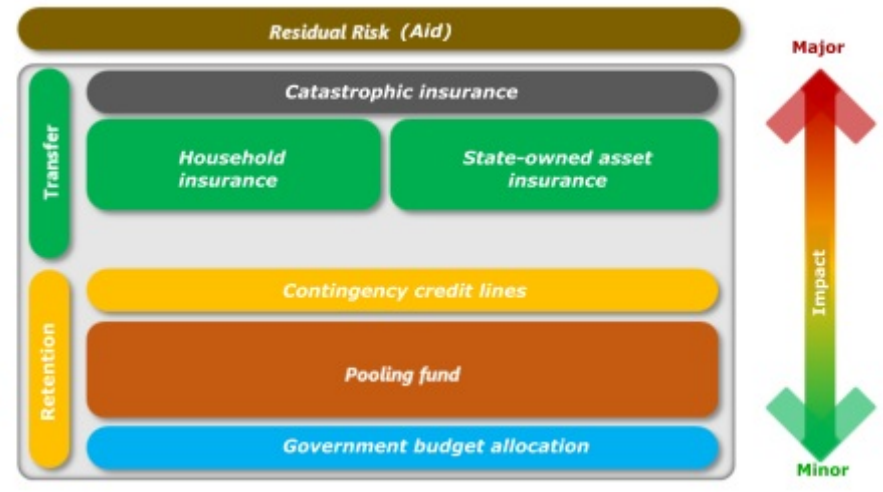 Residual Risk (Aid)
Major
Transfer
Catastrophic insurance
Household
insurance
State-owned asset
insurance
Impact
Retention
Contingency credit lines
Pooling fund
Government budget allocation
Minor